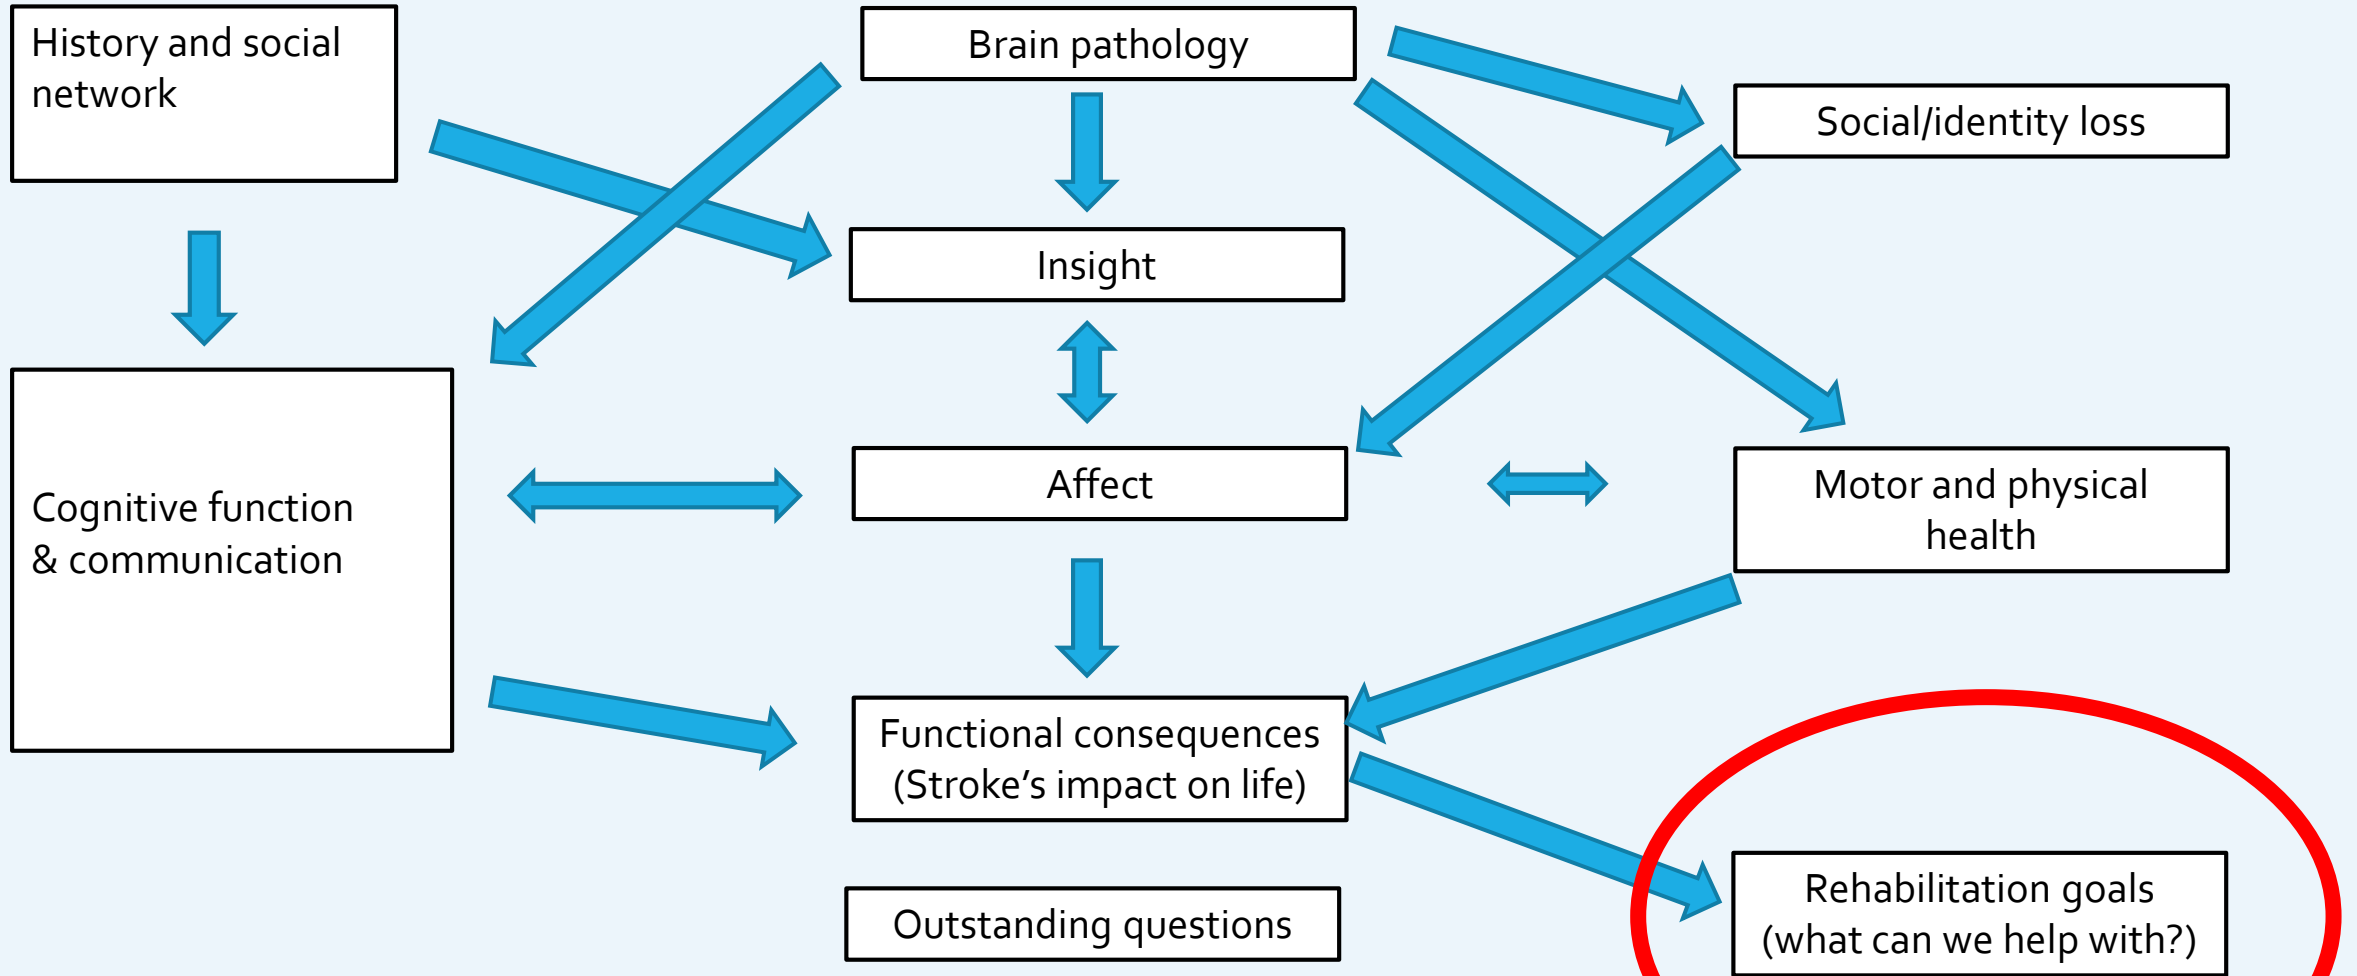 History and social
network
Brain pathology
Social/identity loss
Insight
Cognitive function
& communication
Affect
Motor and physical
health
Functional consequences
(Stroke’s impact on life)
Outstanding questions
Rehabilitation goals
(what can we help with?)